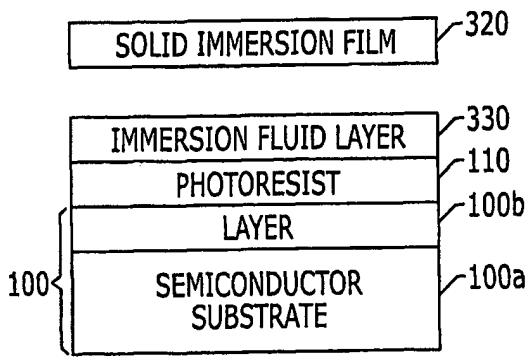 SOLID IMMERSION FILM 320
IMMERSION FLUID LAYER 330
PHOTORESIST 110
LAYER 100b
100 SEMICONDUCTOR SUBSTRATE 100a